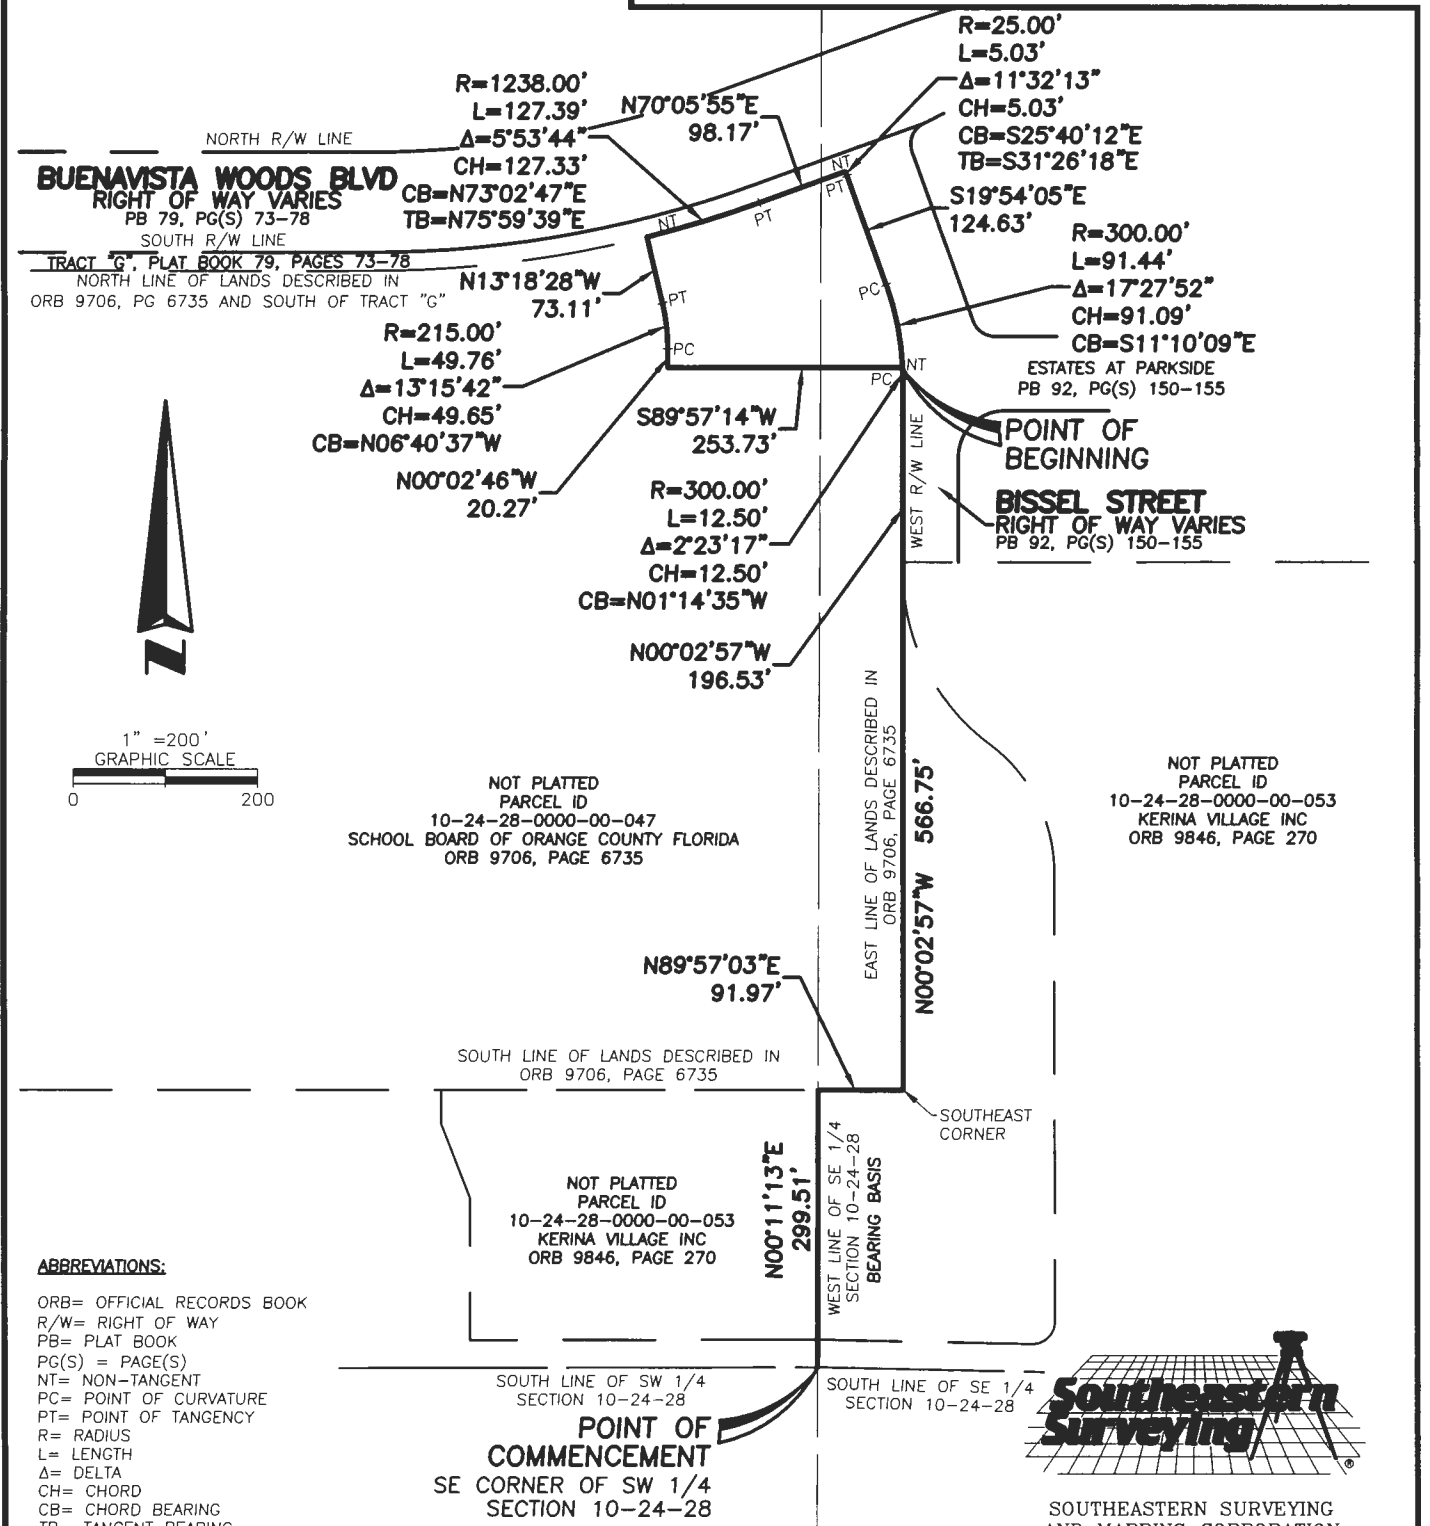 R=25.00'
L=5.03'
Δ=11°32'13"
CH=5.03'
CB=S25°40'12"E
TB=S31°26'18"E
R=1238.00'
L=127.39'
Δ=5°53'44"
CH=127.33'
CB=N73°02'47"E
TB=N75°59'39"E
N70°05'55"E
98.17'
NORTH R/W LINE
BUENAVISTA WOODS BLVD
RIGHT OF WAY VARIES
PB 79, PG(S) 73-78
SOUTH R/W LINE
TRACT "G", PLAT BOOK 79, PAGES 73-78
NORTH LINE OF LANDS DESCRIBED IN
ORB 9706, PG 6735 AND SOUTH OF TRACT "G"
NT
PT
NT
PT
S19°54'05"E
124.63'
R=300.00'
L=91.44'
Δ=17°27'52"
CH=91.09'
CB=S11°10'09"E
N13°18'28"W
73.11'
PT
PC
PC
NT
PC
R=215.00'
L=49.76'
Δ=13°15'42"
CH=49.65'
CB=N06°40'37"W
ESTATES AT PARKSIDE
PB 92, PG(S) 150-155
S89°57'14"W
253.73'
POINT OF
BEGINNING
N00°02'46"W
20.27'
R=300.00'
L=12.50'
Δ=2°23'17"
CH=12.50'
CB=N01°14'35"W
WEST R/W LINE
BISSEL STREET
RIGHT OF WAY VARIES
PB 92, PG(S) 150-155
N
N00°02'57"W
196.53'
1" =200'
GRAPHIC SCALE
0
200
NOT PLATTED
PARCEL ID
10-24-28-0000-00-047
SCHOOL BOARD OF ORANGE COUNTY FLORIDA
ORB 9706, PAGE 6735
EAST LINE OF LANDS DESCRIBED IN
ORB 9706, PAGE 6735
N00°02'57"W 566.75'
NOT PLATTED
PARCEL ID
10-24-28-0000-00-053
KERINA VILLAGE INC
ORB 9846, PAGE 270
N89°57'03"E
91.97'
SOUTH LINE OF LANDS DESCRIBED IN
ORB 9706, PAGE 6735
SOUTHEAST
CORNER
NOT PLATTED
PARCEL ID
10-24-28-0000-00-053
KERINA VILLAGE INC
ORB 9846, PAGE 270
N00°11'13"E
299.51'
WEST LINE OF SE 1/4
SECTION 10-24-28
BEARING BASIS
ABBREVIATIONS:
ORB= OFFICIAL RECORDS BOOK
R/W= RIGHT OF WAY
PB= PLAT BOOK
PG(S) = PAGE(S)
NT= NON-TANGENT
PC= POINT OF CURVATURE
PT= POINT OF TANGENCY
R= RADIUS
L= LENGTH
Δ= DELTA
CH= CHORD
CB= CHORD BEARING
TB= TANGENT BEARING
SOUTH LINE OF SW 1/4
SECTION 10-24-28
SOUTH LINE OF SE 1/4
SECTION 10-24-28
POINT OF
COMMENCEMENT
SE CORNER OF SW 1/4
SECTION 10-24-28
Southeastern
Surveying
®
SOUTHEASTERN SURVEYING
AND MAPPING CORPORATION